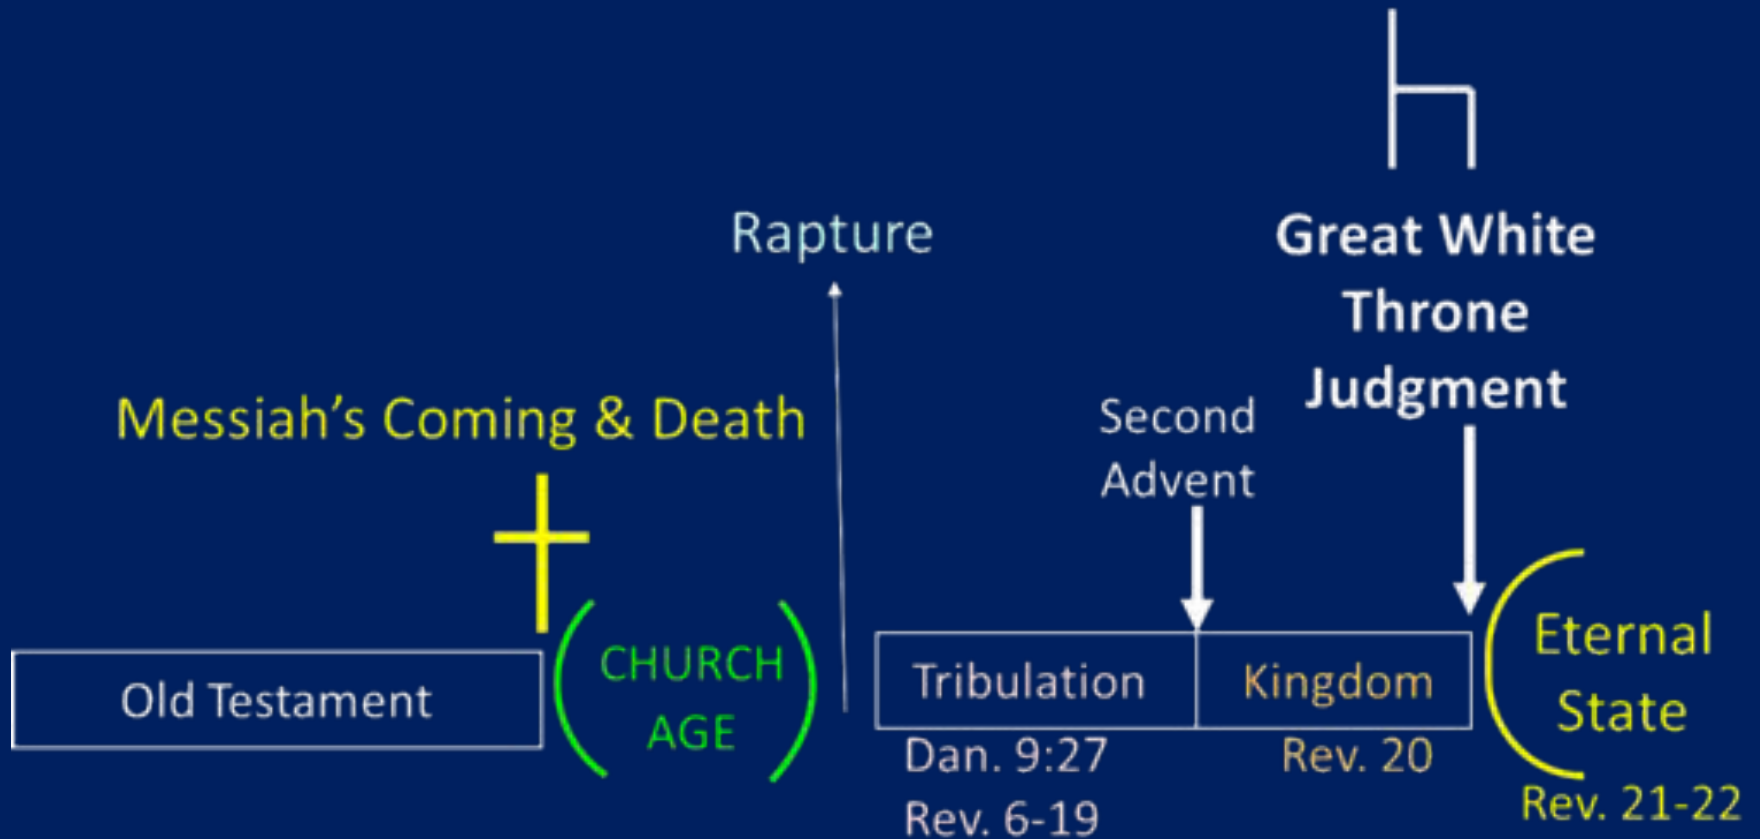 Rapture
Great White
Throne
Judgment
Messiah’s Coming & Death
Second
Advent
Old Testament
CHURCH
AGE
Tribulation
Kingdom
Eternal
State
Dan. 9:27
Rev. 6-19
Rev. 20
Rev. 21-22